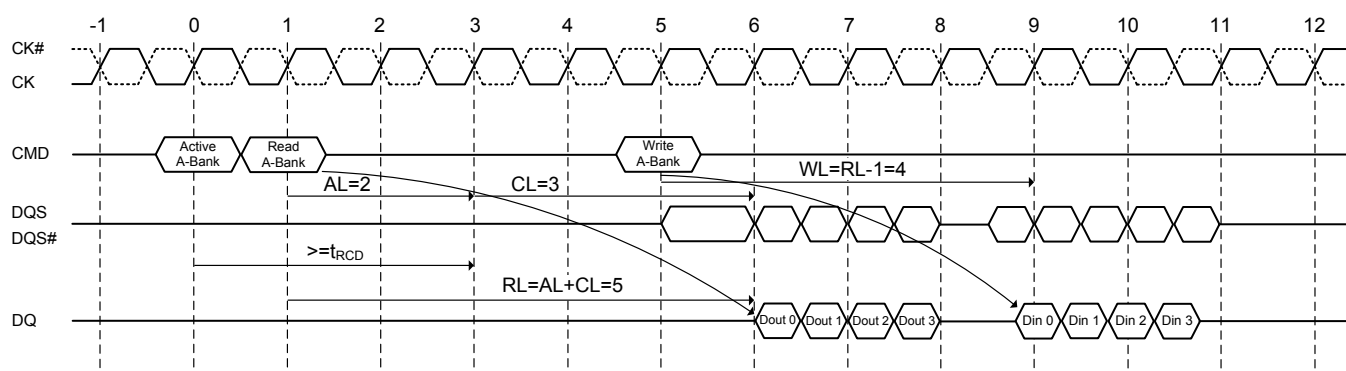 -1 0 1 2 3 4 5 6 7 8 9 10 11 12
CK#
CK
CMD
Active
A-Bank
Read
A-Bank
Write
A-Bank
WL=RL-1=4
AL=2
CL=3
DQS
DQS#
>=tRCD
RL=AL+CL=5
DQ
Dout 0 Dout 1 Dout 2 Dout 3 Din 0 Din 1 Din 2 Din 3